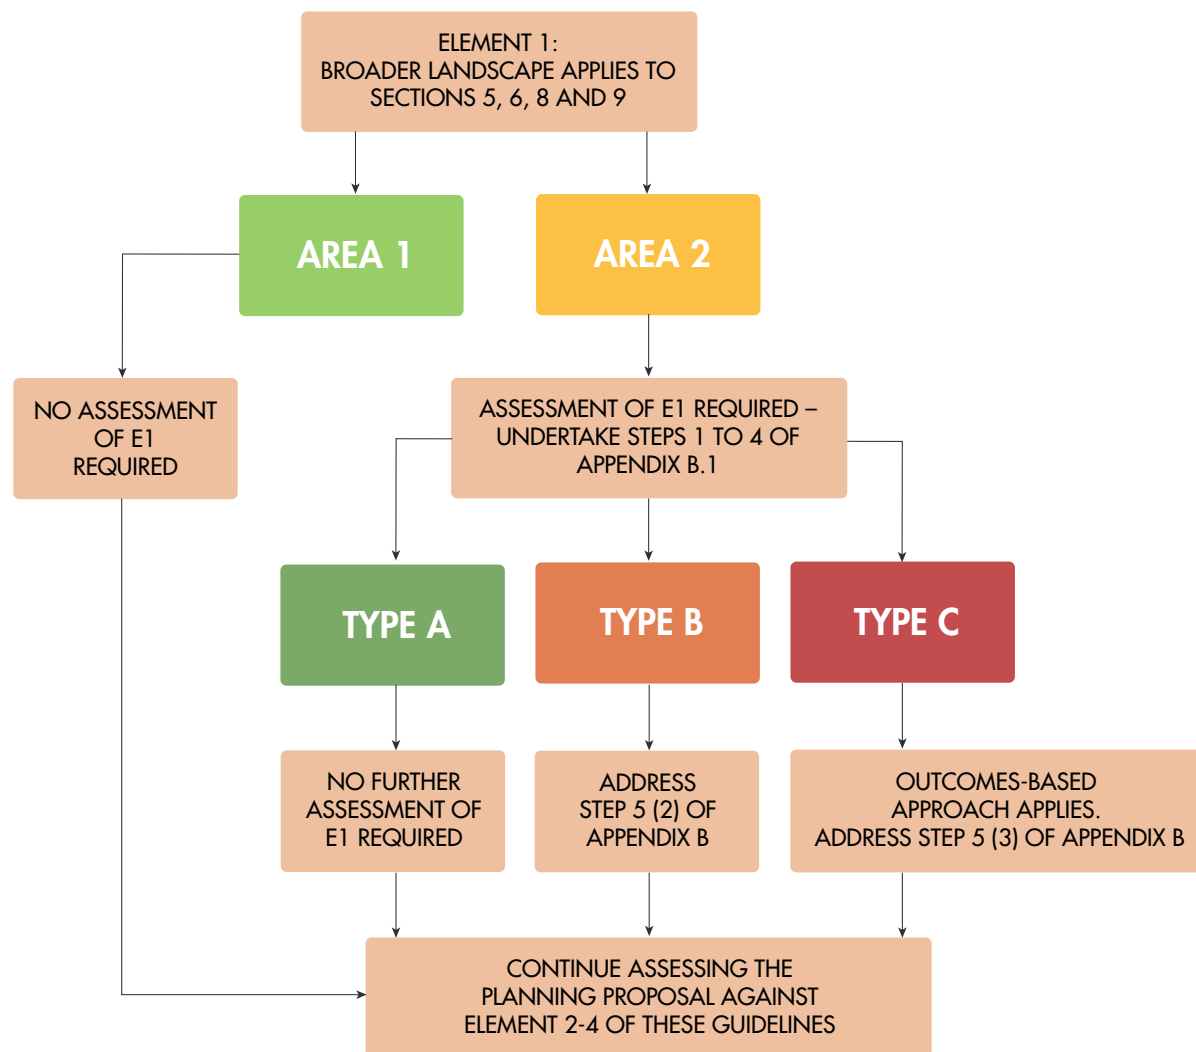 ELEMENT 1:
BROADER LANDSCAPE APPLIES TO
SECTIONS 5, 6, 8 AND 9
AREA 1
AREA 2
NO ASSESSMENT
OF E1
REQUIRED
ASSESSMENT OF E1 REQUIRED –
UNDERTAKE STEPS 1 TO 4 OF
APPENDIX B.1
TYPE A
TYPE B
TYPE C
NO FURTHER
ASSESSMENT OF
E1 REQUIRED
ADDRESS
STEP 5 (2) OF
APPENDIX B
OUTCOMES-BASED
APPROACH APPLIES.
ADDRESS STEP 5 (3) OF APPENDIX B
CONTINUE ASSESSING THE
PLANNING PROPOSAL AGAINST
ELEMENT 2-4 OF THESE GUIDELINES